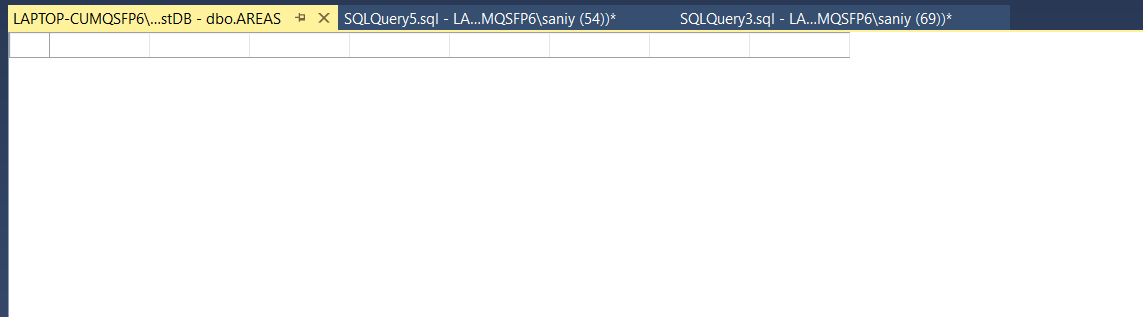 LAPTOP-CUMQSFP6\...stDB - dbo.AREAS
SQLQuery5.sql - LA...MQSFP6\saniy (54))*
SQLQuery3.sql - LA...MQSFP6\saniy (69))*